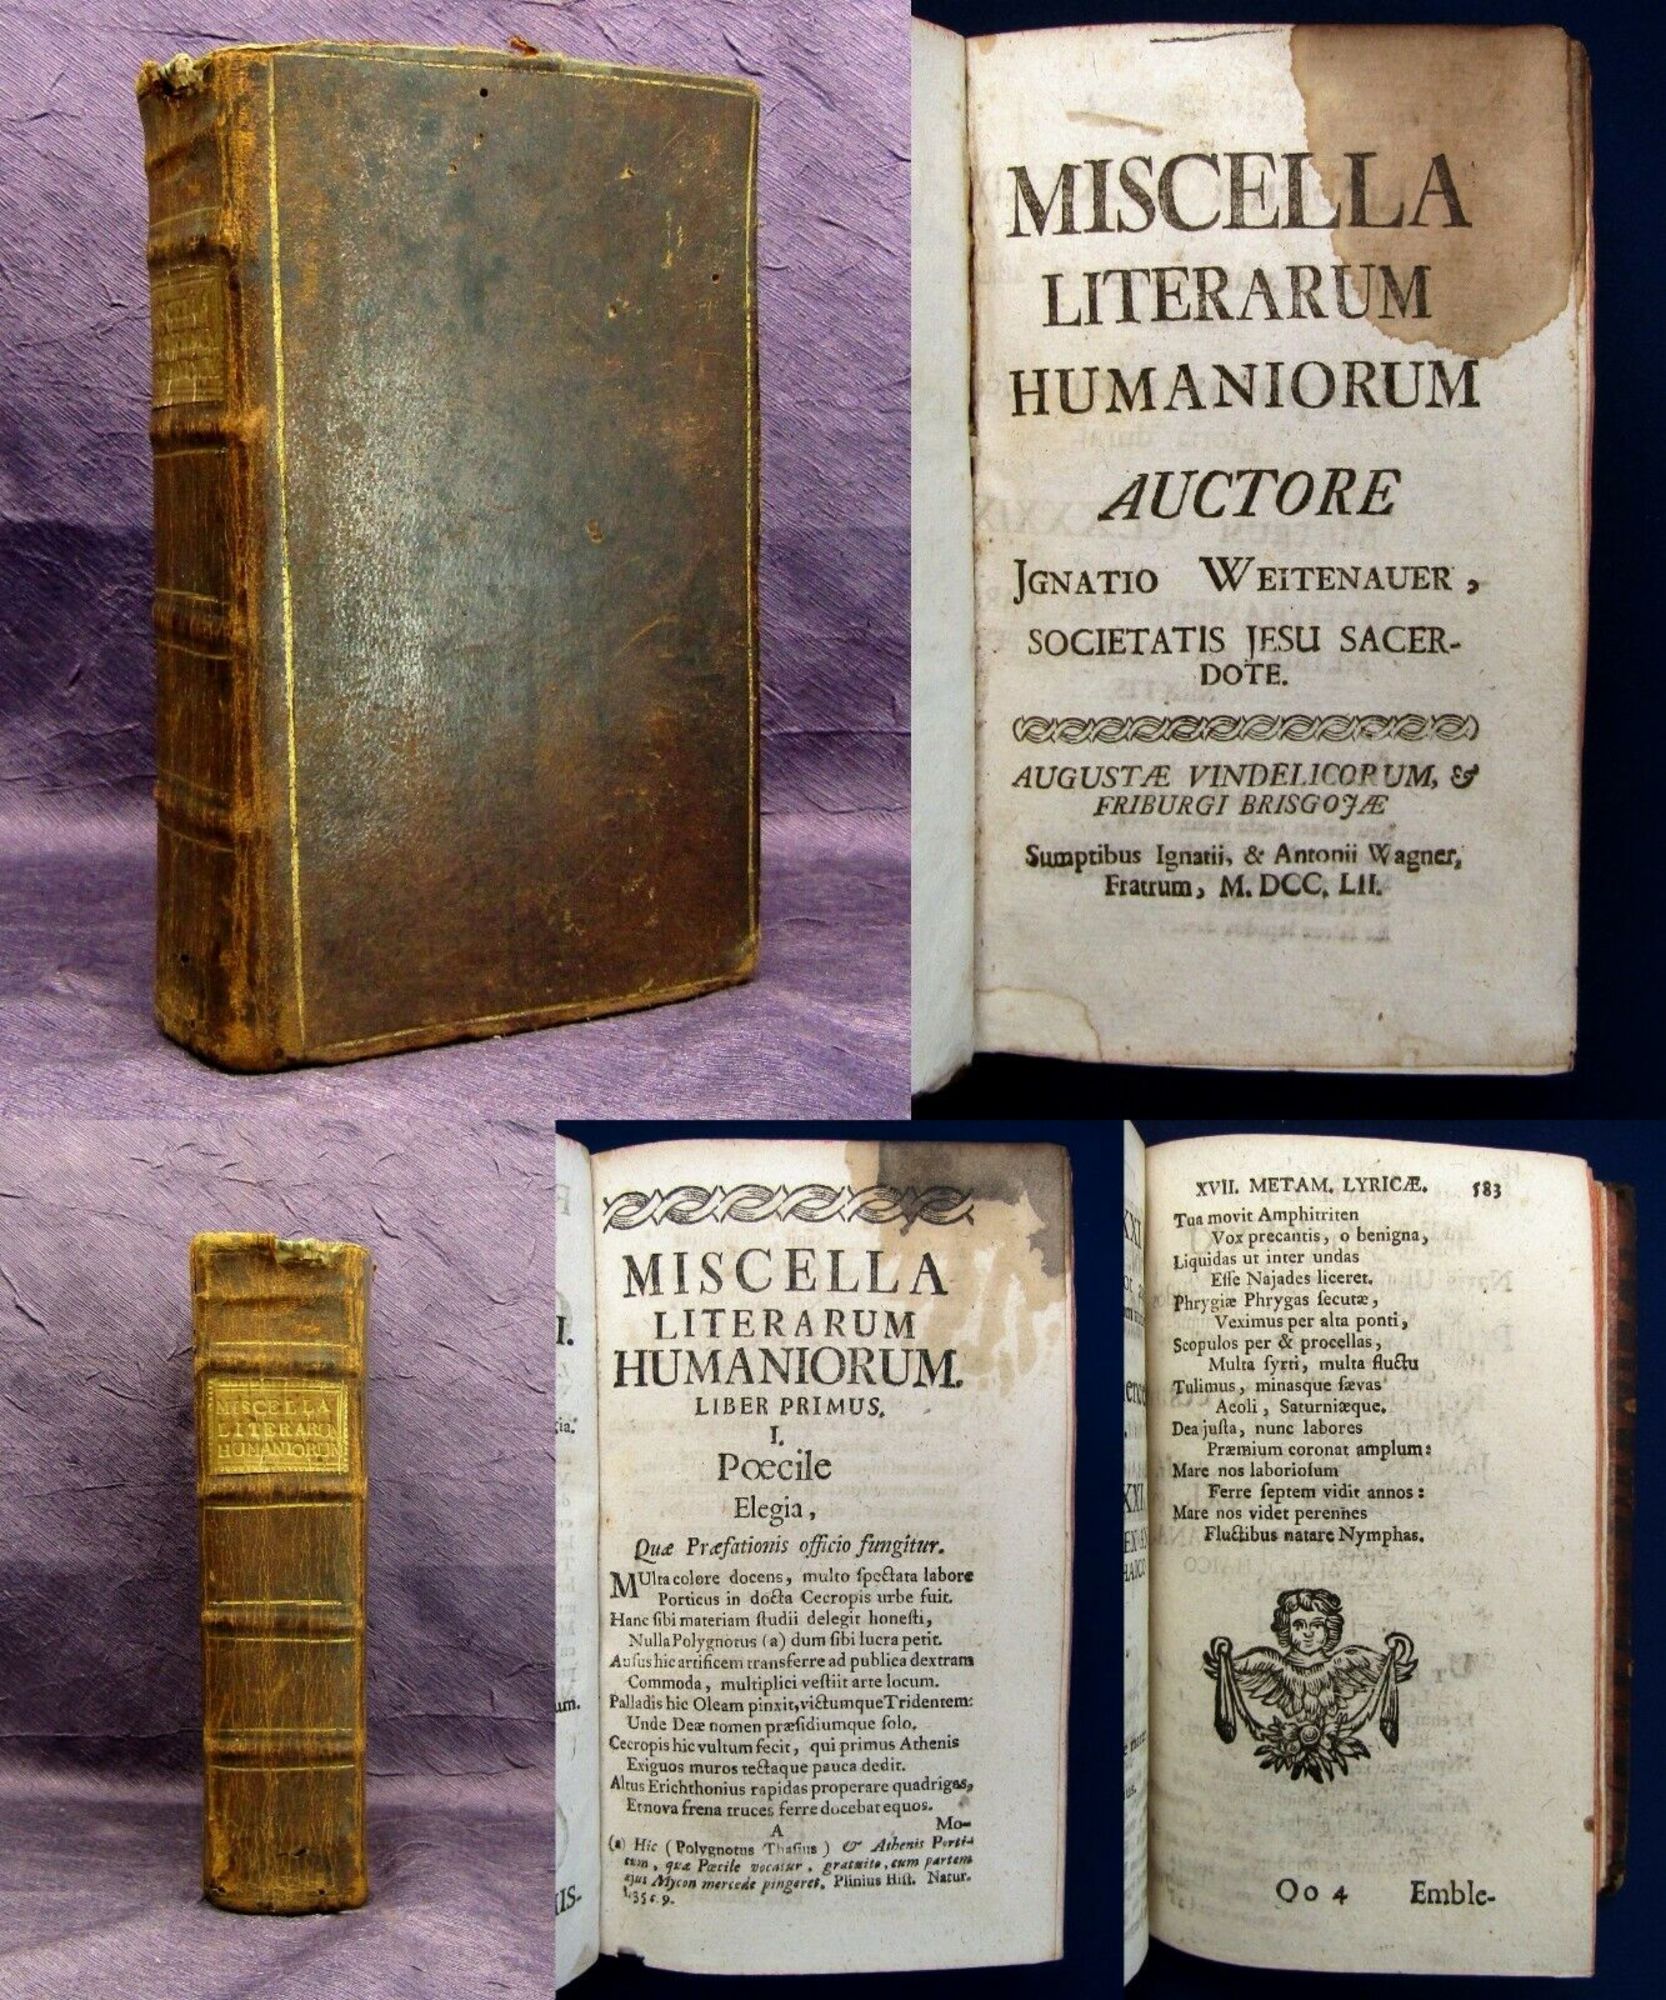 MISCELLA
LITERARUM
HUMANIORUM
AUCTORE
JGNATIO WEITENAUER,
SOCIETATIS JESU SACER-
DOTE.
AUGUSTÆ VINDELICORUM, &
FRIBURGI BRISGOJÆ
Sumptibus Ignatii, & Antonii Wagner,
Fratrum, M. DCC. LII.
MISCELLA
LITERARUM
HUMANIORUM
MISCELLA
LITERARUM
HUMANIORUM.
LIBER PRIMUS.
I.
Pœcile
Elegia,
Quæ Præfationis officio fungitur.
MUlta colore docens, multo ſpectata labore
Porticus in docta Cecropis urbe fuit.
Hanc ſibi materiam ſtudii delegit honeſti,
Nulla Polygnotus (a) dum ſibi lucra petit.
Auſus hic artificem transferre ad publica dextram
Commoda, multiplici veſtiit arte locum.
Palladis hic Oleam pinxit, victumque Tridentem:
Unde Deæ nomen præſidiumque ſolo.
Cecropis hic vultum fecit, qui primus Athenis
Exiguos muros tectaque pauca dedit.
Altus Erichthonius rapidas properare quadrigas,
Et nova frena truces ferre docebat equos.
A Mo-
(a) Hic (Polygnotus Thaſius) & Athenis Porti-
cum, quæ Pœcile vocatur, gratuito, cum partem
ejus Mycon mercede pingeret. Plinius Hiſt. Natur.
l. 35 c. 9.
XVII. METAM. LYRICÆ. 583
Tua movit Amphitriten
Vox precantis, o benigna,
Liquidas ut inter undas
Eſſe Najades liceret.
Phrygiæ Phrygas ſecutæ,
Veximus per alta ponti,
Scopulos per & procellas,
Multa ſyrti, multa fluctu
Tulimus, minasque ſævas
Aeoli, Saturniæque.
Dea juſta, nunc labores
Præmium coronat amplum:
Mare nos laborioſum
Ferre ſeptem vidit annos:
Mare nos videt perennes
Fluctibus natare Nymphas.
Oo 4 Emble-